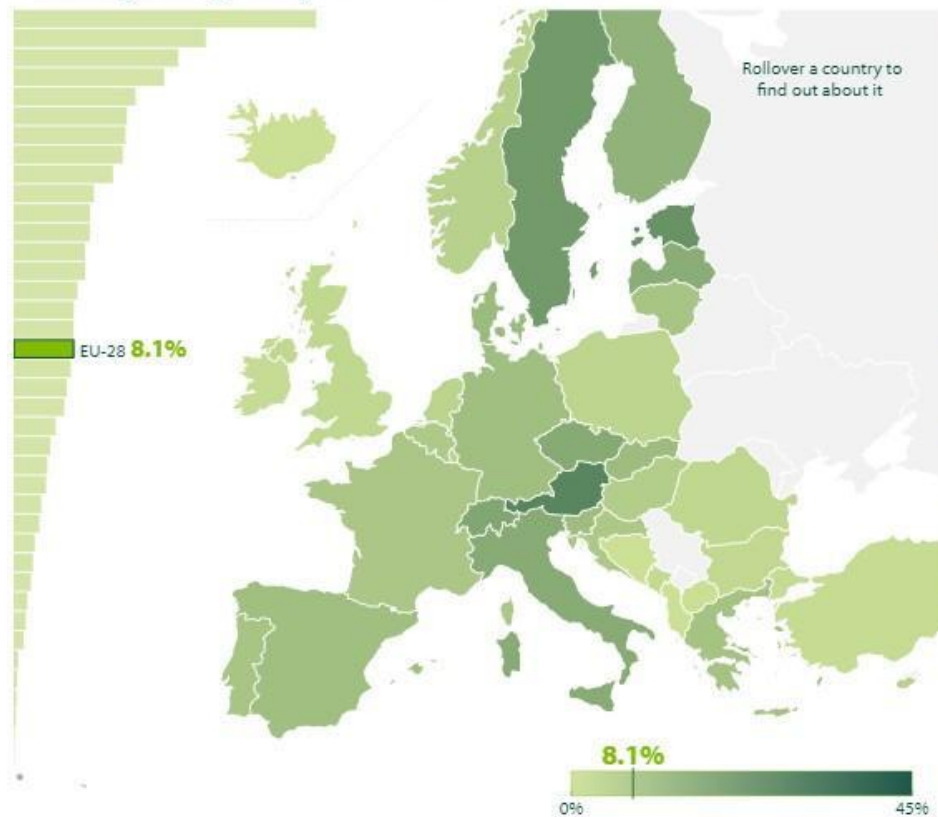 Rollover a country to
find out about it
EU-28 8.1%
8.1%
0%
45%